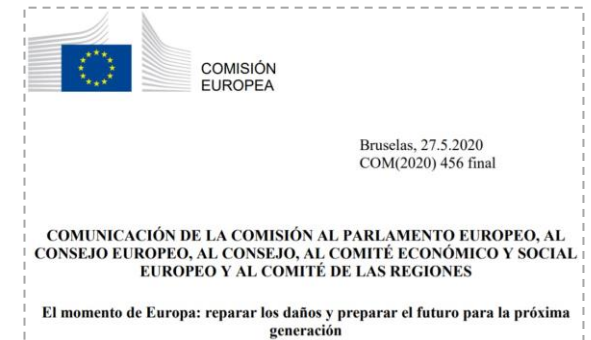 COMISIÓN
EUROPEA
Bruselas, 27.5.2020
COM(2020) 456 final
COMUNICACIÓN DE LA COMISIÓN AL PARLAMENTO EUROPEO, AL
CONSEJO EUROPEO, AL CONSEJO, AL COMITÉ ECONÓMICO Y SOCIAL
EUROPEO Y AL COMITÉ DE LAS REGIONES
El momento de Europa: reparar los daños y preparar el futuro para la próxima
generación